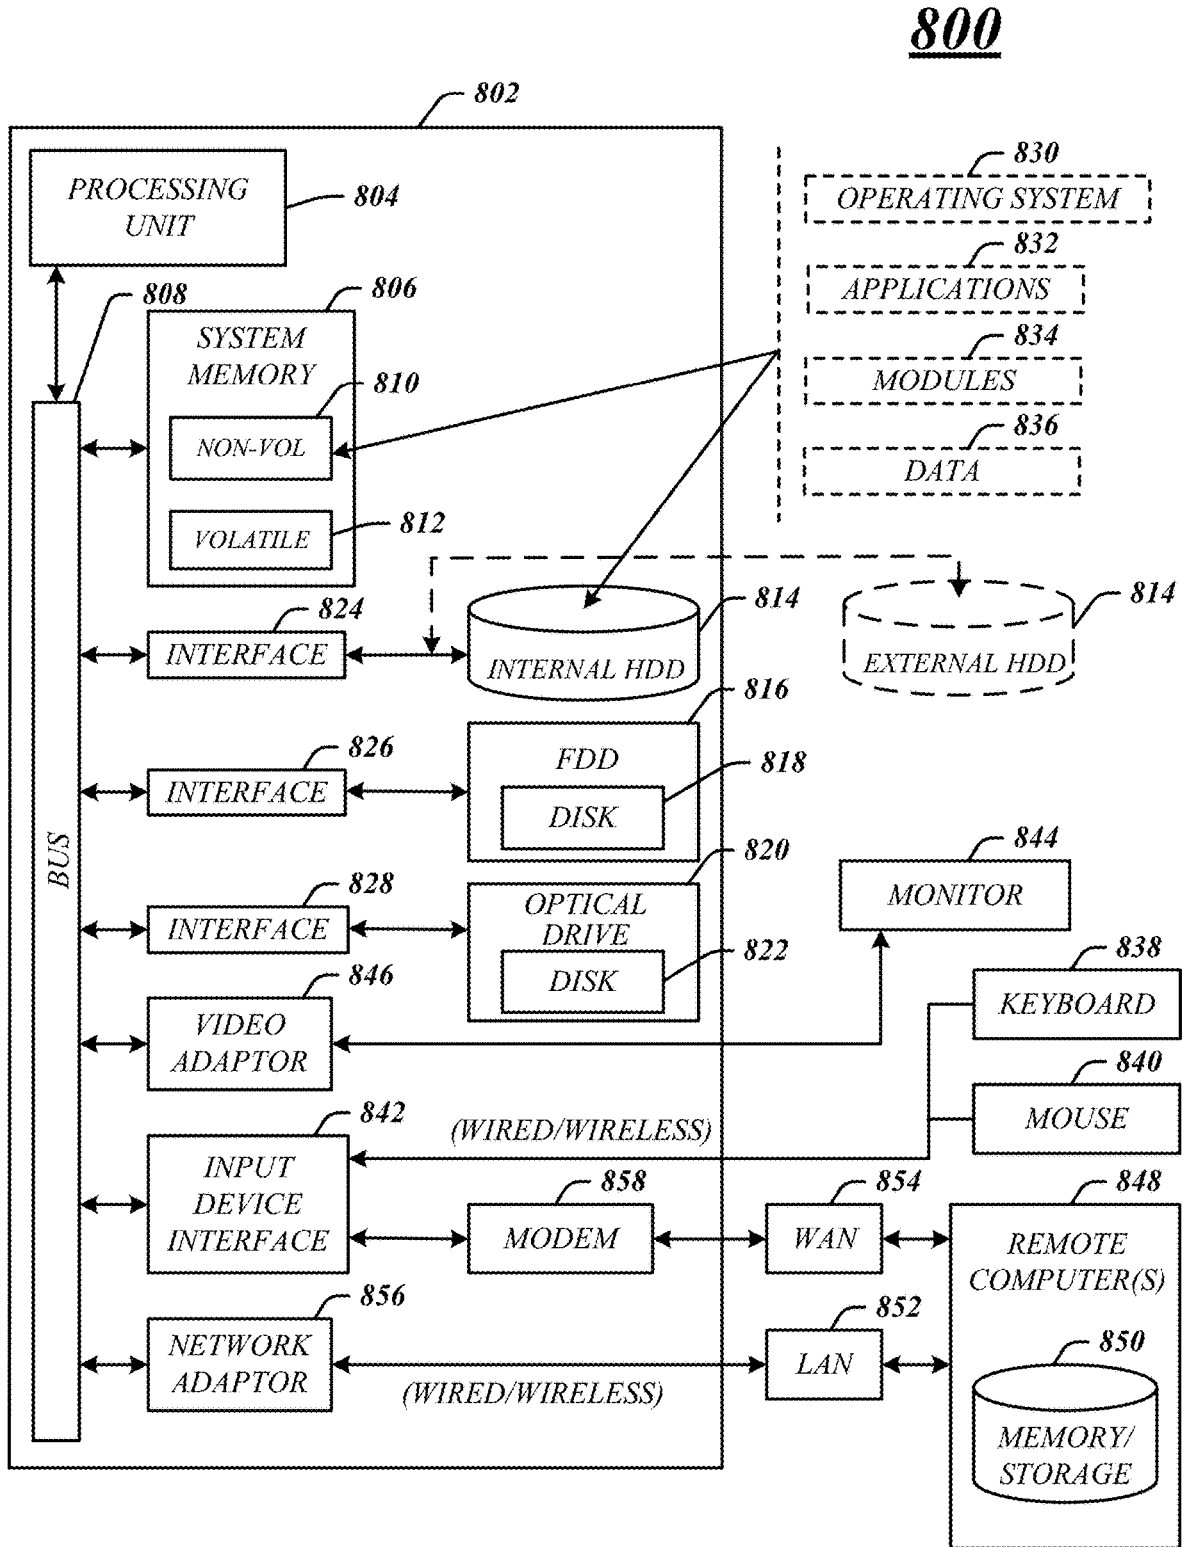 800
802
PROCESSING
UNIT
804
830
OPERATING SYSTEM
832
APPLICATIONS
834
MODULES
836
DATA
808
806
SYSTEM
MEMORY
810
NON-VOL
812
VOLATILE
824
INTERFACE
814
INTERNAL HDD
814
EXTERNAL HDD
816
FDD
818
DISK
826
INTERFACE
BUS
820
OPTICAL
DRIVE
822
DISK
828
INTERFACE
844
MONITOR
838
KEYBOARD
846
VIDEO
ADAPTOR
840
MOUSE
842
INPUT
DEVICE
INTERFACE
(WIRED/WIRELESS)
858
MODEM
854
WAN
848
REMOTE
COMPUTER(S)
856
NETWORK
ADAPTOR
(WIRED/WIRELESS)
852
LAN
850
MEMORY/
STORAGE